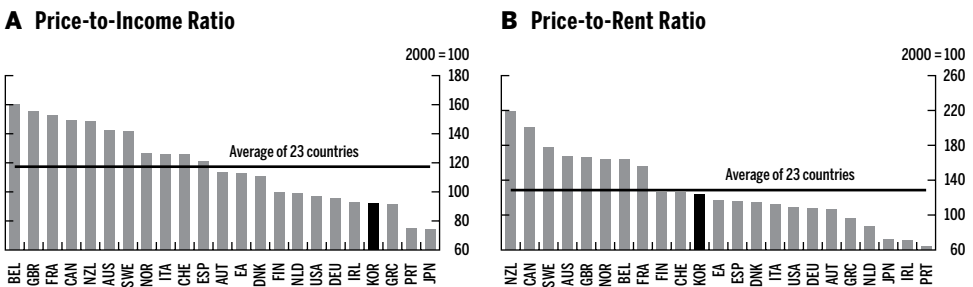 A Price-to-Income Ratio
2000 = 100
180
160
140
120
100
80
60
Average of 23 countries
BEL GBR FRA CAN NZL AUS SWE NOR ITA CHE ESP AUT EA DNK FIN NLD USA DEU IRL KOR GRC PRT JPN
B Price-to-Rent Ratio
2000 = 100
260
220
180
140
100
60
Average of 23 countries
NZL CAN SWE AUS GBR NOR BEL FRA FIN CHE KOR EA ESP DNK ITA USA DEU AUT GRC NLD JPN IRL PRT